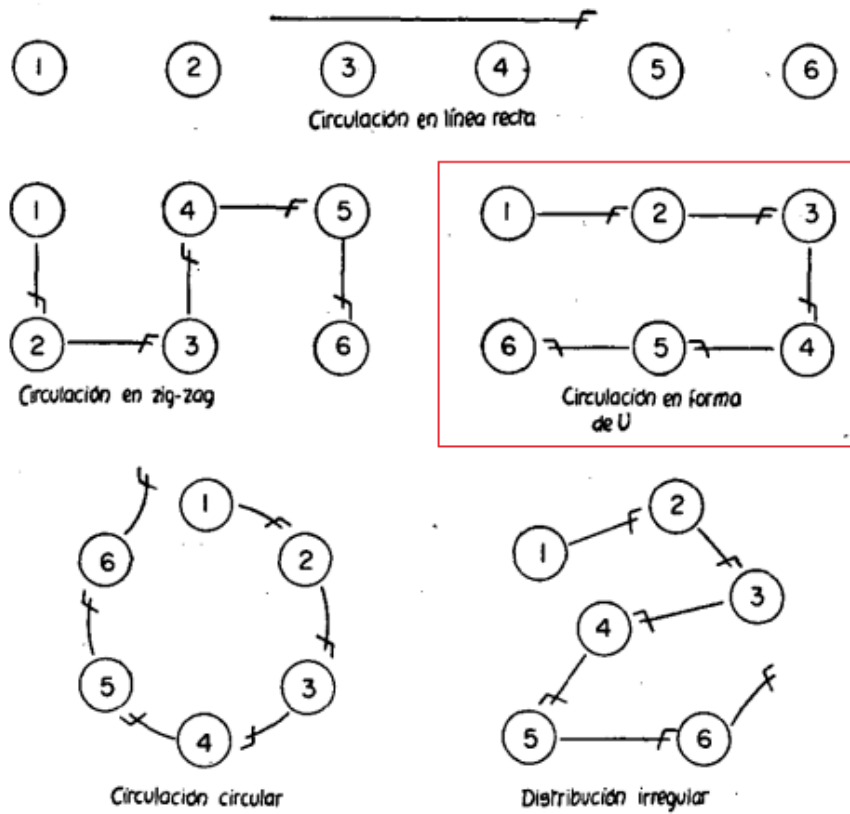 1 2 3 4 5 6
Circulación en línea recta
1 4 5
2 3 6
Circulación en zig-zag
1 2 3
6 5 4
Circulación en forma
de U
1
6 2
5 3
4
Circulación circular
2
1
3
4
5 6
Distribución irregular